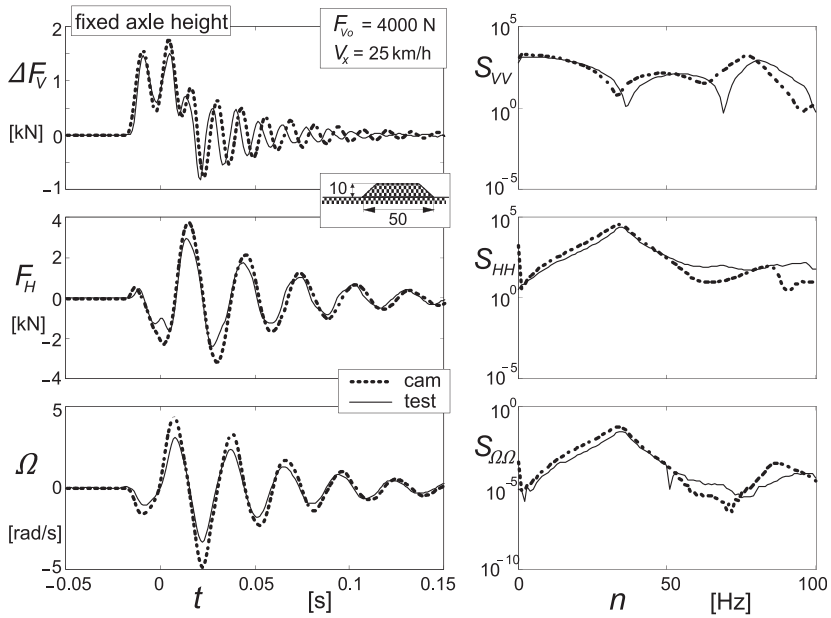 fixed axle height
F_Vo = 4000 N
V_x = 25 km/h
2
ΔF_V
1
[kN]
0
-1
10
50
4
F_H
2
0
[kN]
-2
-4
cam
test
5
Ω
0
[rad/s]
-5
-0.05
0
0.05
0.1
0.15
t
[s]
10^5
S_VV
10^0
10^-5
10^5
S_HH
10^0
10^-5
10^0
S_ΩΩ
10^-5
10^-10
0
50
100
n
[Hz]